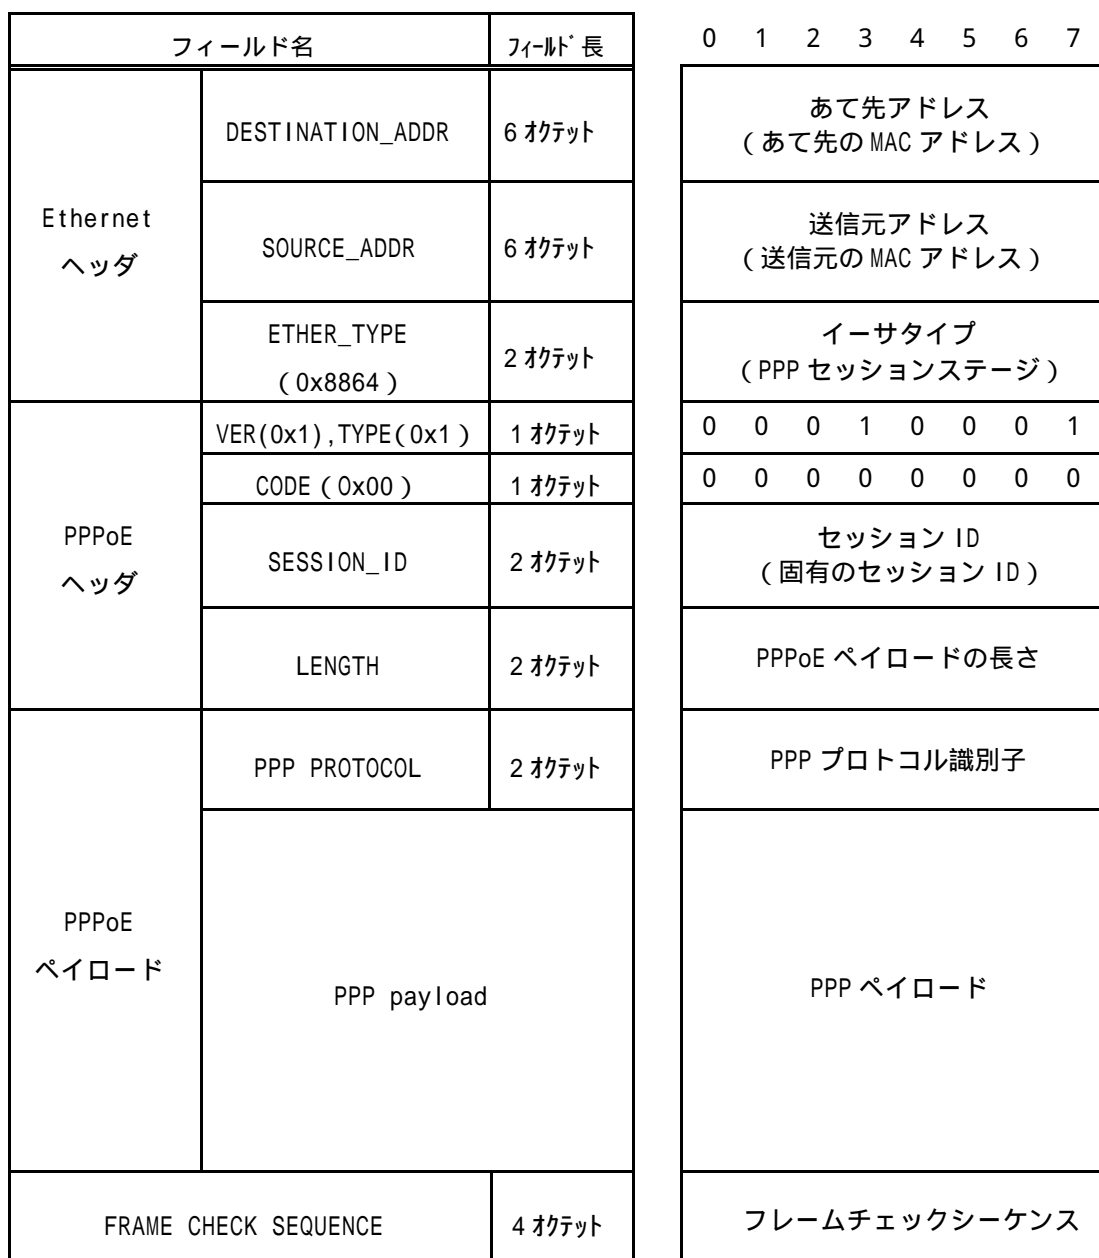 フィールド名 ﾌｨｰﾙﾄﾞ長 0 1 2 3 4 5 6 7
Ethernet
ヘッダ
DESTINATION_ADDR 6 ｵｸﾃｯﾄ
あて先アドレス
(あて先の MAC アドレス)
SOURCE_ADDR 6 ｵｸﾃｯﾄ
送信元アドレス
(送信元の MAC アドレス)
ETHER_TYPE
(0x8864)
2 ｵｸﾃｯﾄ
イーサタイプ
(PPP セッションステージ)
PPPoE
ヘッダ
VER(0x1),TYPE(0x1) 1 ｵｸﾃｯﾄ 0 0 0 1 0 0 0 1
CODE(0x00) 1 ｵｸﾃｯﾄ 0 0 0 0 0 0 0 0
SESSION_ID 2 ｵｸﾃｯﾄ
セッション ID
(固有のセッション ID)
LENGTH 2 ｵｸﾃｯﾄ PPPoE ペイロードの長さ
PPPoE
ペイロード
PPP PROTOCOL 2 ｵｸﾃｯﾄ PPP プロトコル識別子
PPP payload PPP ペイロード
FRAME CHECK SEQUENCE 4 ｵｸﾃｯﾄ フレームチェックシーケンス